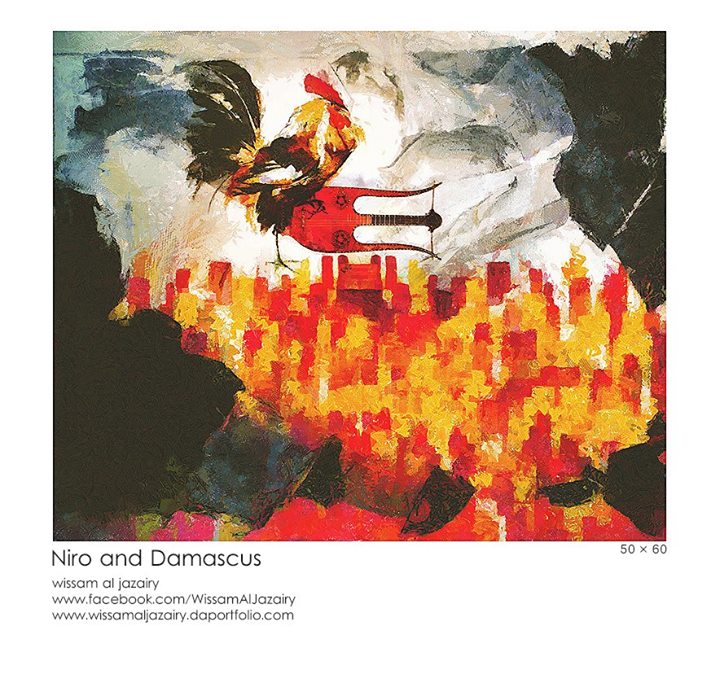 Niro and Damascus
50 × 60
wissam al jazairy
www.facebook.com/WissamAlJazairy
www.wissamaljazairy.daportfolio.com